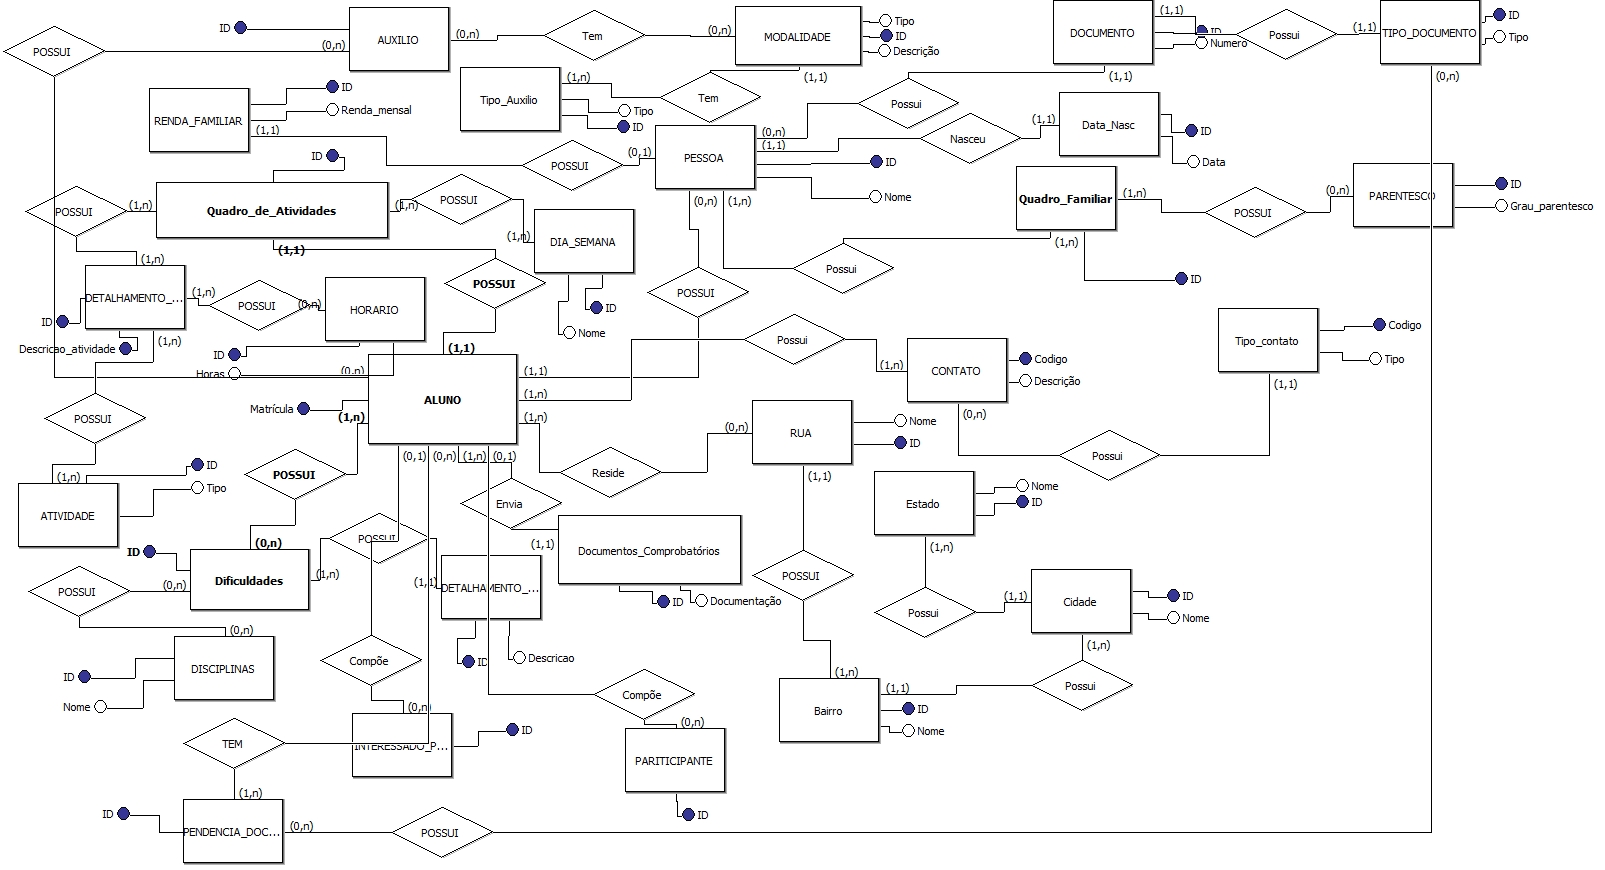 ID
AUXILIO
(0,n)
Tem
(0,n)
MODALIDADE
Tipo
ID
Descrição
(1,1)
DOCUMENTO
ID
Numero
Possui
(1,1)
TIPO_DOCUMENTO
ID
Tipo
POSSUI
(0,n)
(1,1)
(1,1)
(0,n)
RENDA_FAMILIAR
ID
Renda_mensal
(1,1)
Tipo_Auxilio
(1,n)
Tipo
ID
Tem
Possui
(0,n)
(1,1)
PESSOA
ID
Nome
Nasceu
(1,1)
Data_Nasc
ID
Data
POSSUI
(0,1)
(0,n)
(1,n)
ID
POSSUI
(1,n)
Quadro_de_Atividades
(1,n)
POSSUI
(1,n)
DIA_SEMANA
ID
Nome
(1,1)
POSSUI
Quadro_Familiar
(1,n)
(1,n)
POSSUI
(0,n)
PARENTESCO
ID
Grau_parentesco
ID
Possui
POSSUI
(1,n)
DETALHAMENTO_...
(1,n)
POSSUI
(0,n)
HORARIO
ID
Descricao_atividade
(1,n)
ID
Horas
(0,n)
(1,1)
Possui
(1,n)
CONTATO
Codigo
Descrição
(0,n)
Tipo_contato
Codigo
Tipo
(1,1)
Possui
Matrícula
ALUNO
(1,n)
(1,1)
(1,n)
(1,n)
(0,1)
(0,n)
(1,n)
(0,1)
POSSUI
POSSUI
Reside
(0,n)
RUA
Nome
ID
(1,1)
(1,n)
ATIVIDADE
ID
Tipo
Envia
(1,1)
Documentos_Comprobatórios
ID
Documentação
Estado
Nome
ID
(1,n)
ID
(0,n)
Dificuldades
(1,n)
POSSUI
(1,1)
DETALHAMENTO_...
ID
Descricao
POSSUI
(0,n)
POSSUI
Possui
(1,1)
Cidade
ID
Nome
(1,n)
(0,n)
DISCIPLINAS
ID
Nome
Compõe
Compõe
(1,n)
Bairro
(1,1)
ID
Nome
Possui
TEM
(0,n)
INTERESSADO_P...
ID
(0,n)
PARITICIPANTE
ID
(1,n)
ID
PENDENCIA_DOC...
(0,n)
POSSUI